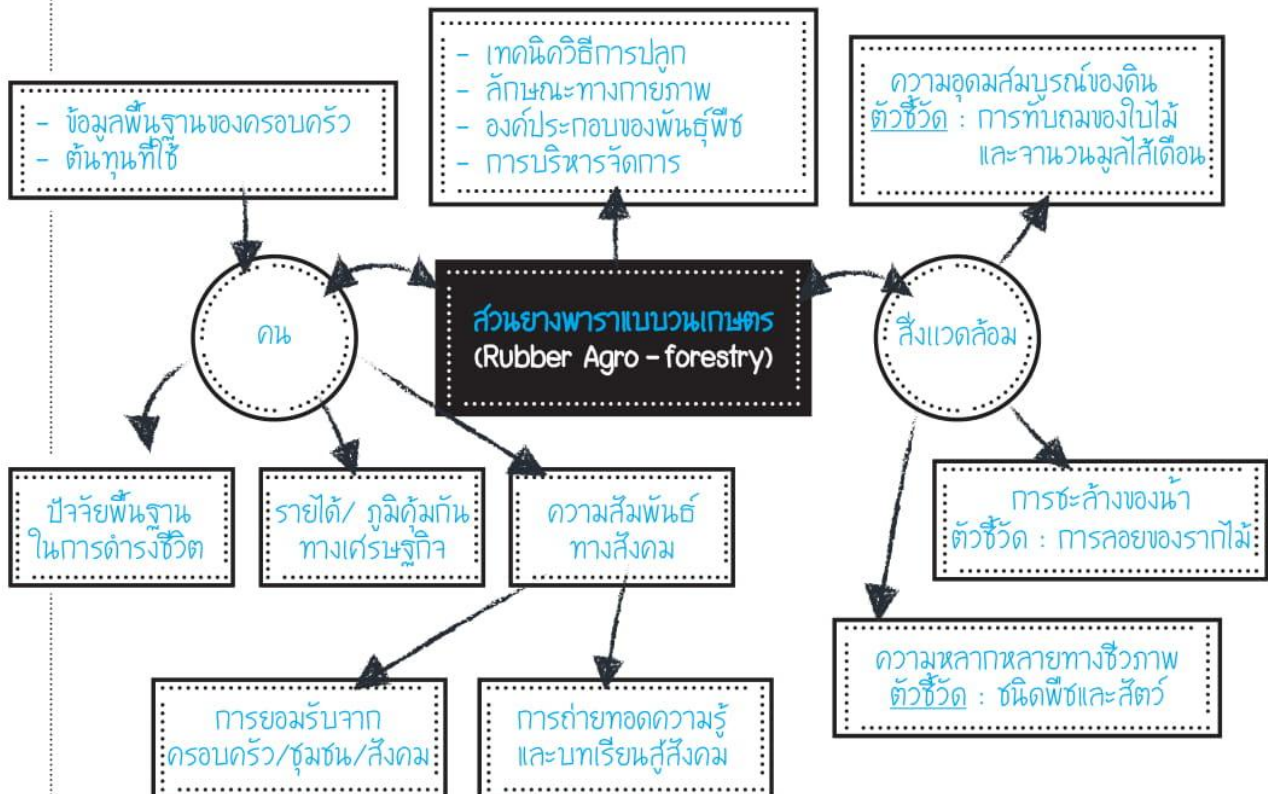 - ข้อมูลพื้นฐานของครอบครัว
- ต้นทุนที่ใช้
- เทคนิควิธีการปลูก
- ลักษณะทางกายภาพ
- องค์ประกอบของพันธุ์พืช
- การบริหารจัดการ
ความอุดมสมบูรณ์ของดิน
ตัวชี้วัด : การทับถมของใบไม้
และจานวนมูลไส้เดือน
คน
สวนยางพาราแบบวนเกษตร
(Rubber Agro - forestry)
สิ่งแวดล้อม
ปัจจัยพื้นฐาน
ในการดำรงชีวิต
รายได้/ ภูมิคุ้มกัน
ทางเศรษฐกิจ
ความสัมพันธ์
ทางสังคม
การชะล้างของน้ำ
ตัวชี้วัด : การลอยของรากไม้
ความหลากหลายทางชีวภาพ
ตัวชี้วัด : ชนิดพืชและสัตว์
การยอมรับจาก
ครอบครัว/ชุมชน/สังคม
การถ่ายทอดความรู้
และบทเรียนสู่สังคม